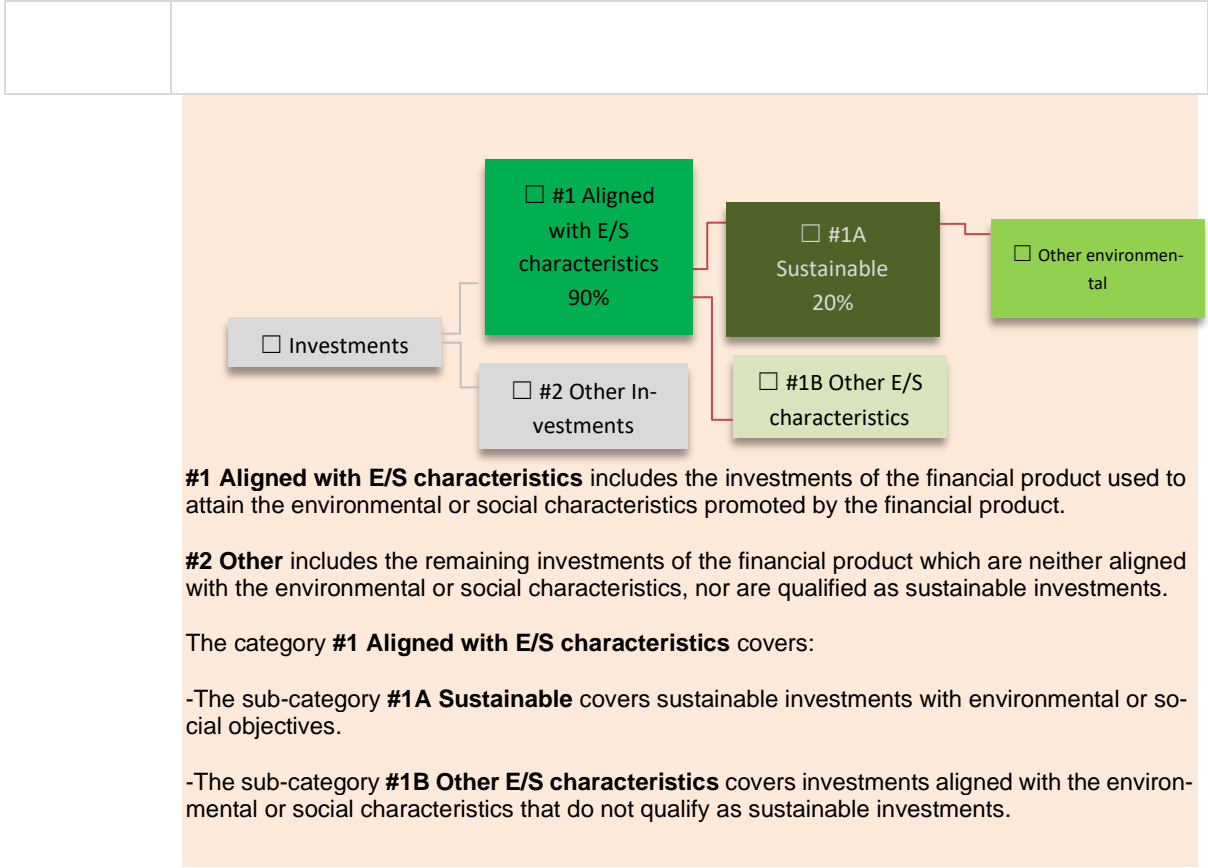 ☐ #1 Aligned
with E/S
characteristics
90%
☐ #1A
Sustainable
20%
☐ Other environmen-
tal
☐ Investments
☐ #2 Other In-
vestments
☐ #1B Other E/S
characteristics
#1 Aligned with E/S characteristics includes the investments of the financial product used to
attain the environmental or social characteristics promoted by the financial product.
#2 Other includes the remaining investments of the financial product which are neither aligned
with the environmental or social characteristics, nor are qualified as sustainable investments.
The category #1 Aligned with E/S characteristics covers:
-The sub-category #1A Sustainable covers sustainable investments with environmental or so-
cial objectives.
-The sub-category #1B Other E/S characteristics covers investments aligned with the environ-
mental or social characteristics that do not qualify as sustainable investments.